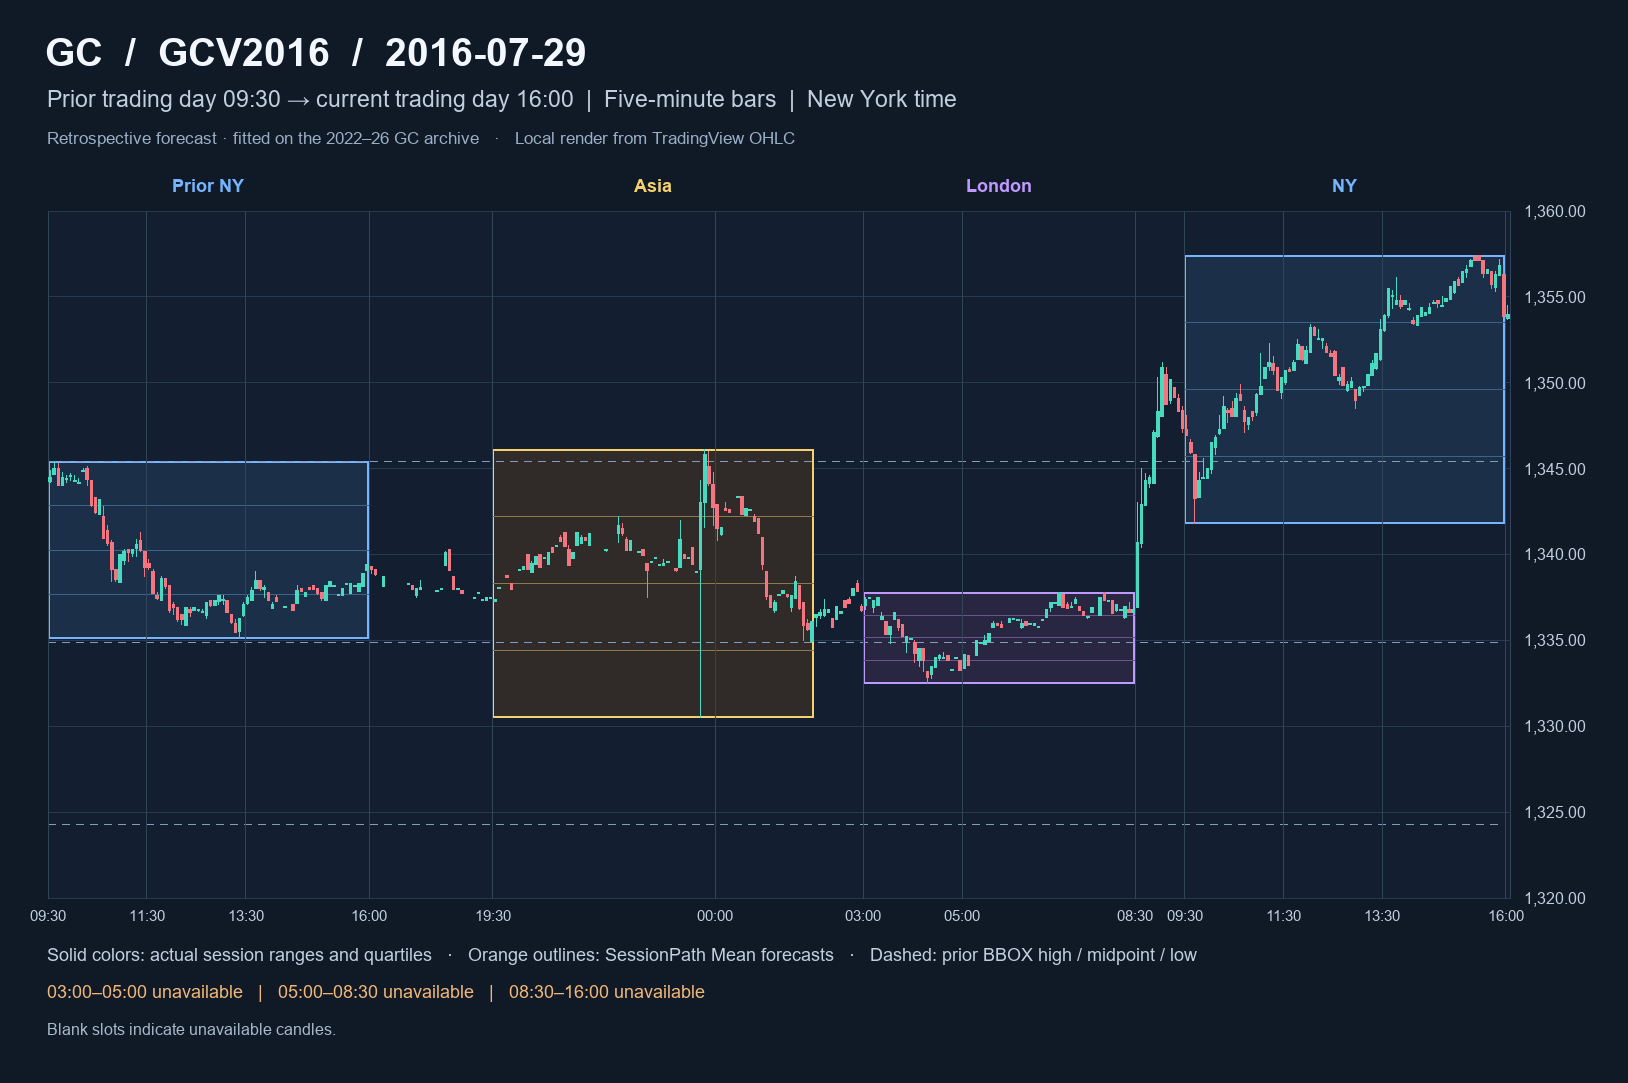 GC / GCV2016 / 2016-07-29
Prior trading day 09:30 → current trading day 16:00 | Five-minute bars | New York time
Retrospective forecast · fitted on the 2022–26 GC archive · Local render from TradingView OHLC
Prior NY Asia London NY
1,360.00
1,355.00
1,350.00
1,345.00
1,340.00
1,335.00
1,330.00
1,325.00
1,320.00
09:30 11:30 13:30 16:00 19:30 00:00 03:00 05:00 08:30 09:30 11:30 13:30 16:00
Solid colors: actual session ranges and quartiles · Orange outlines: SessionPath Mean forecasts · Dashed: prior BBOX high / midpoint / low
03:00–05:00 unavailable | 05:00–08:30 unavailable | 08:30–16:00 unavailable
Blank slots indicate unavailable candles.